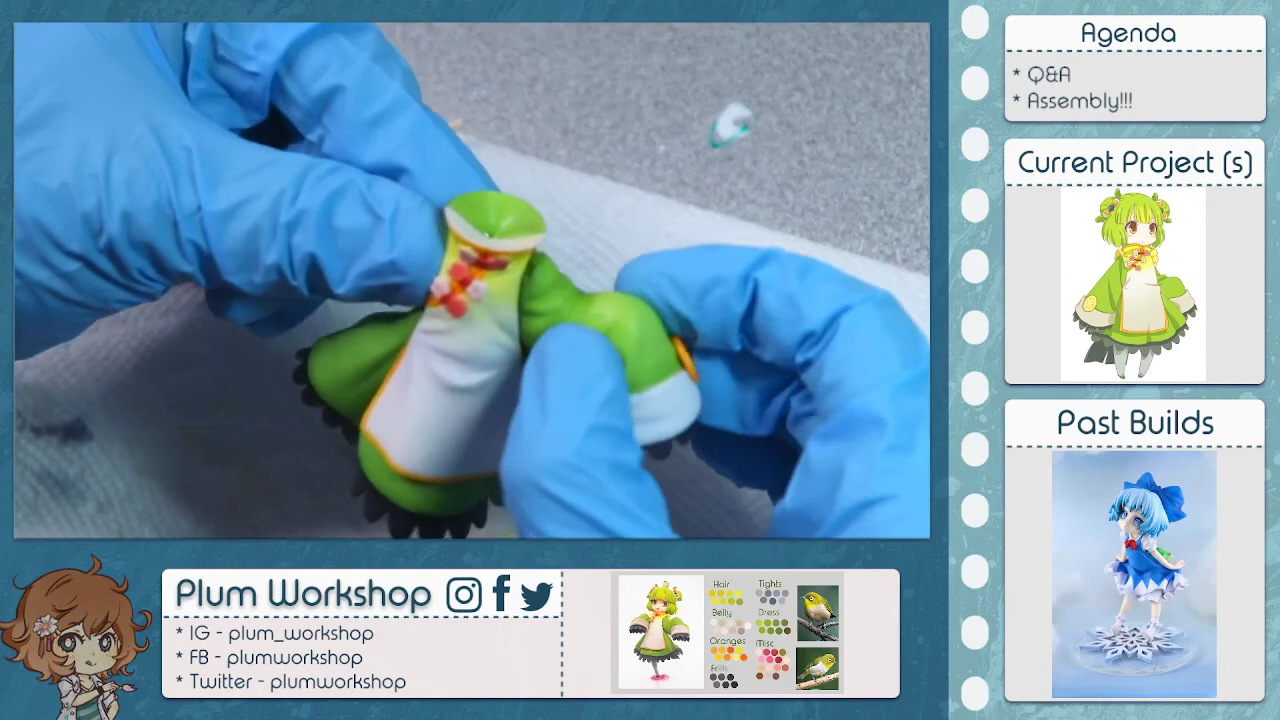 Agenda
* Q&A
* Assembly!!!
Current Project (s)
Past Builds
Plum Workshop
* IG - plum_workshop
* FB - plumworkshop
* Twitter - plumworkshop
Hair
Tights
Belly
Dress
Oranges
Misc
Frills